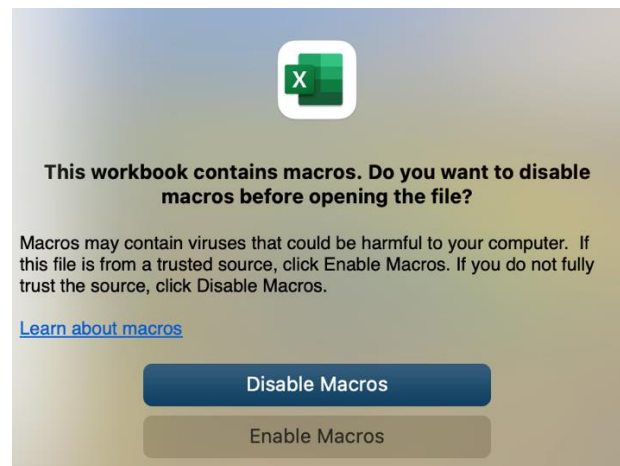 X
This workbook contains macros. Do you want to disable
macros before opening the file?
Macros may contain viruses that could be harmful to your computer.  If
this file is from a trusted source, click Enable Macros. If you do not fully
trust the source, click Disable Macros.
Learn about macros
Disable Macros
Enable Macros